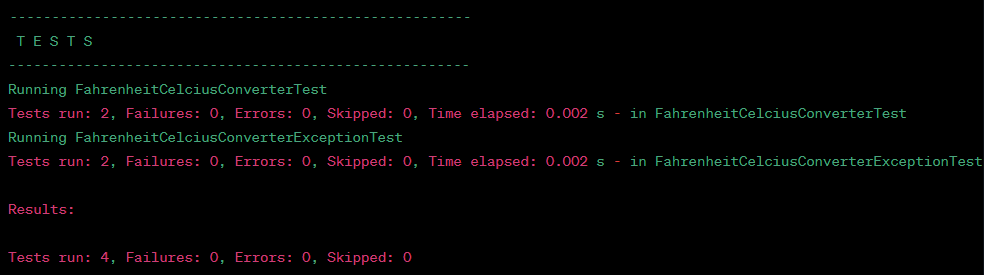 -------------------------------------------------------
T E S T S
-------------------------------------------------------
Running FahrenheitCelciusConverterTest
Tests run: 2, Failures: 0, Errors: 0, Skipped: 0, Time elapsed: 0.002 s - in FahrenheitCelciusConverterTest
Running FahrenheitCelciusConverterExceptionTest
Tests run: 2, Failures: 0, Errors: 0, Skipped: 0, Time elapsed: 0.002 s - in FahrenheitCelciusConverterExceptionTest
Results:
Tests run: 4, Failures: 0, Errors: 0, Skipped: 0